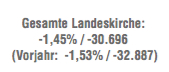 Gesamte Landeskirche:
-1,45% / -30.696
(Vorjahr: -1,53% / -32.887)